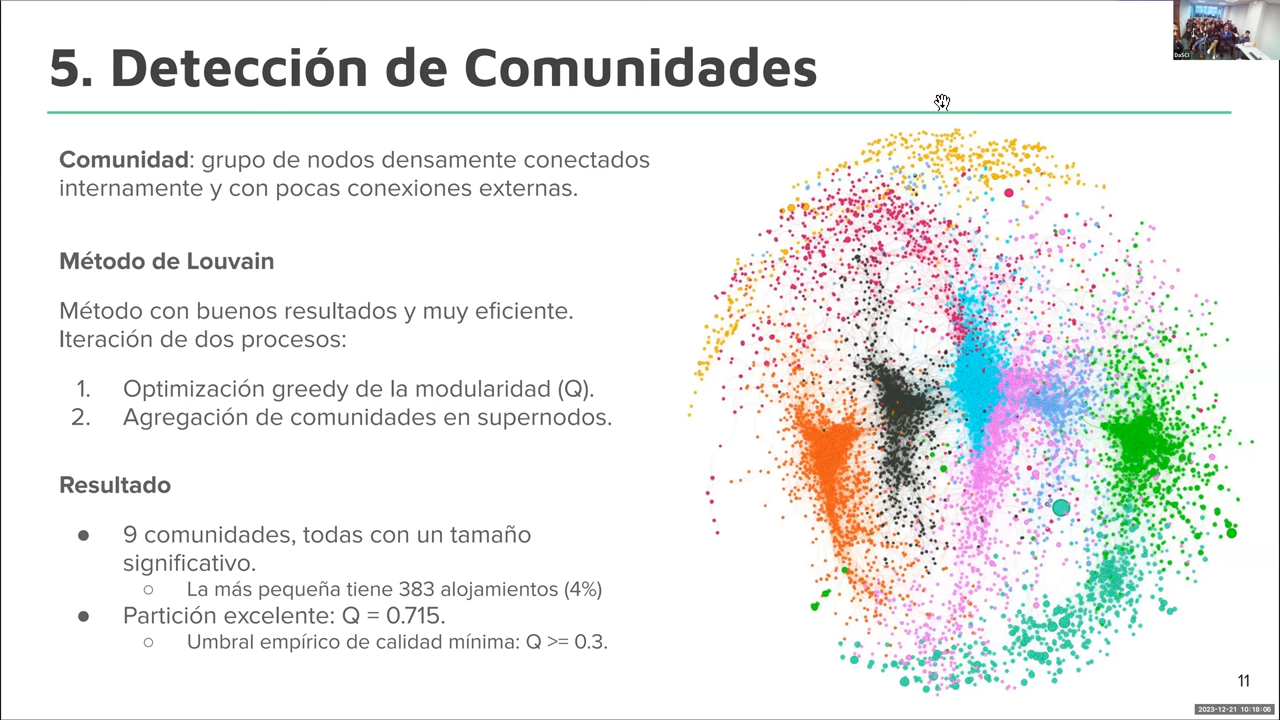 5. Detección de Comunidades
Comunidad: grupo de nodos densamente conectados
internamente y con pocas conexiones externas.
Método de Louvain
Método con buenos resultados y muy eficiente.
Iteración de dos procesos:
1. Optimización greedy de la modularidad (Q).
2. Agregación de comunidades en supernodos.
Resultado
● 9 comunidades, todas con un tamaño
significativo.
○ La más pequeña tiene 383 alojamientos (4%)
● Partición excelente: Q = 0.715.
○ Umbral empírico de calidad mínima: Q >= 0.3.
DaSCI
11
2023-12-21 10:18:06